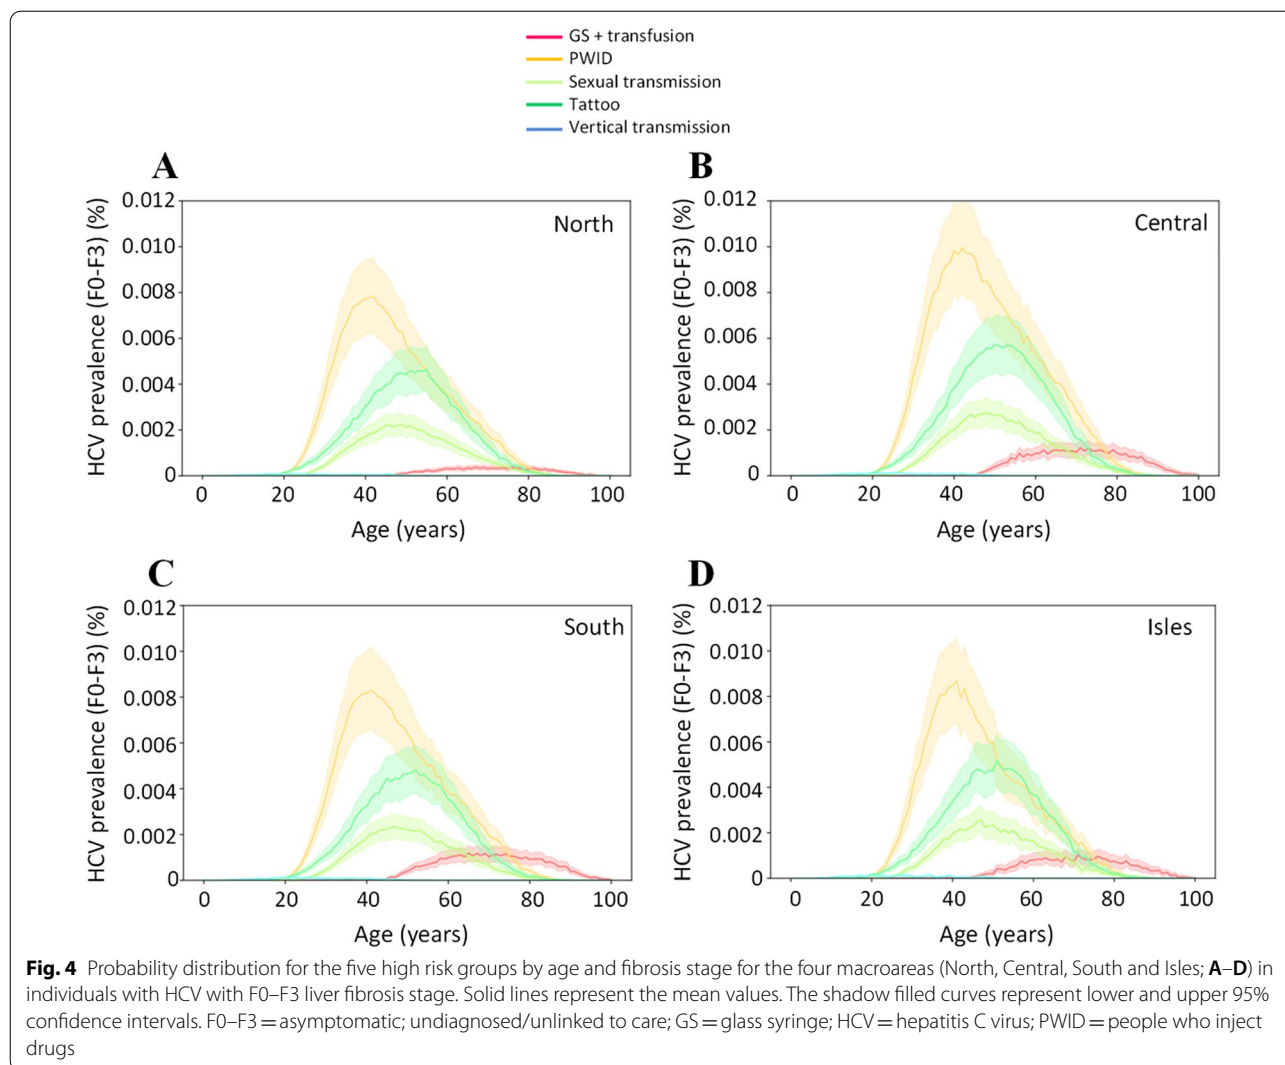 GS + transfusion
PWID
Sexual transmission
Tattoo
Vertical transmission
A
HCV prevalence (F0-F3) (%)
0.012
0.010
0.008
0.006
0.004
0.002
0
North
0 20 40 60 80 100
Age (years)
B
HCV prevalence (F0-F3) (%)
0.012
0.010
0.008
0.006
0.004
0.002
0
Central
0 20 40 60 80 100
Age (years)
C
HCV prevalence (F0-F3) (%)
0.012
0.010
0.008
0.006
0.004
0.002
0
South
0 20 40 60 80 100
Age (years)
D
HCV prevalence (F0-F3) (%)
0.012
0.010
0.008
0.006
0.004
0.002
0
Isles
0 20 40 60 80 100
Age (years)
Fig. 4 Probability distribution for the five high risk groups by age and fibrosis stage for the four macroareas (North, Central, South and Isles; A–D) in
individuals with HCV with F0–F3 liver fibrosis stage. Solid lines represent the mean values. The shadow filled curves represent lower and upper 95%
confidence intervals. F0–F3 = asymptomatic; undiagnosed/unlinked to care; GS = glass syringe; HCV = hepatitis C virus; PWID = people who inject
drugs